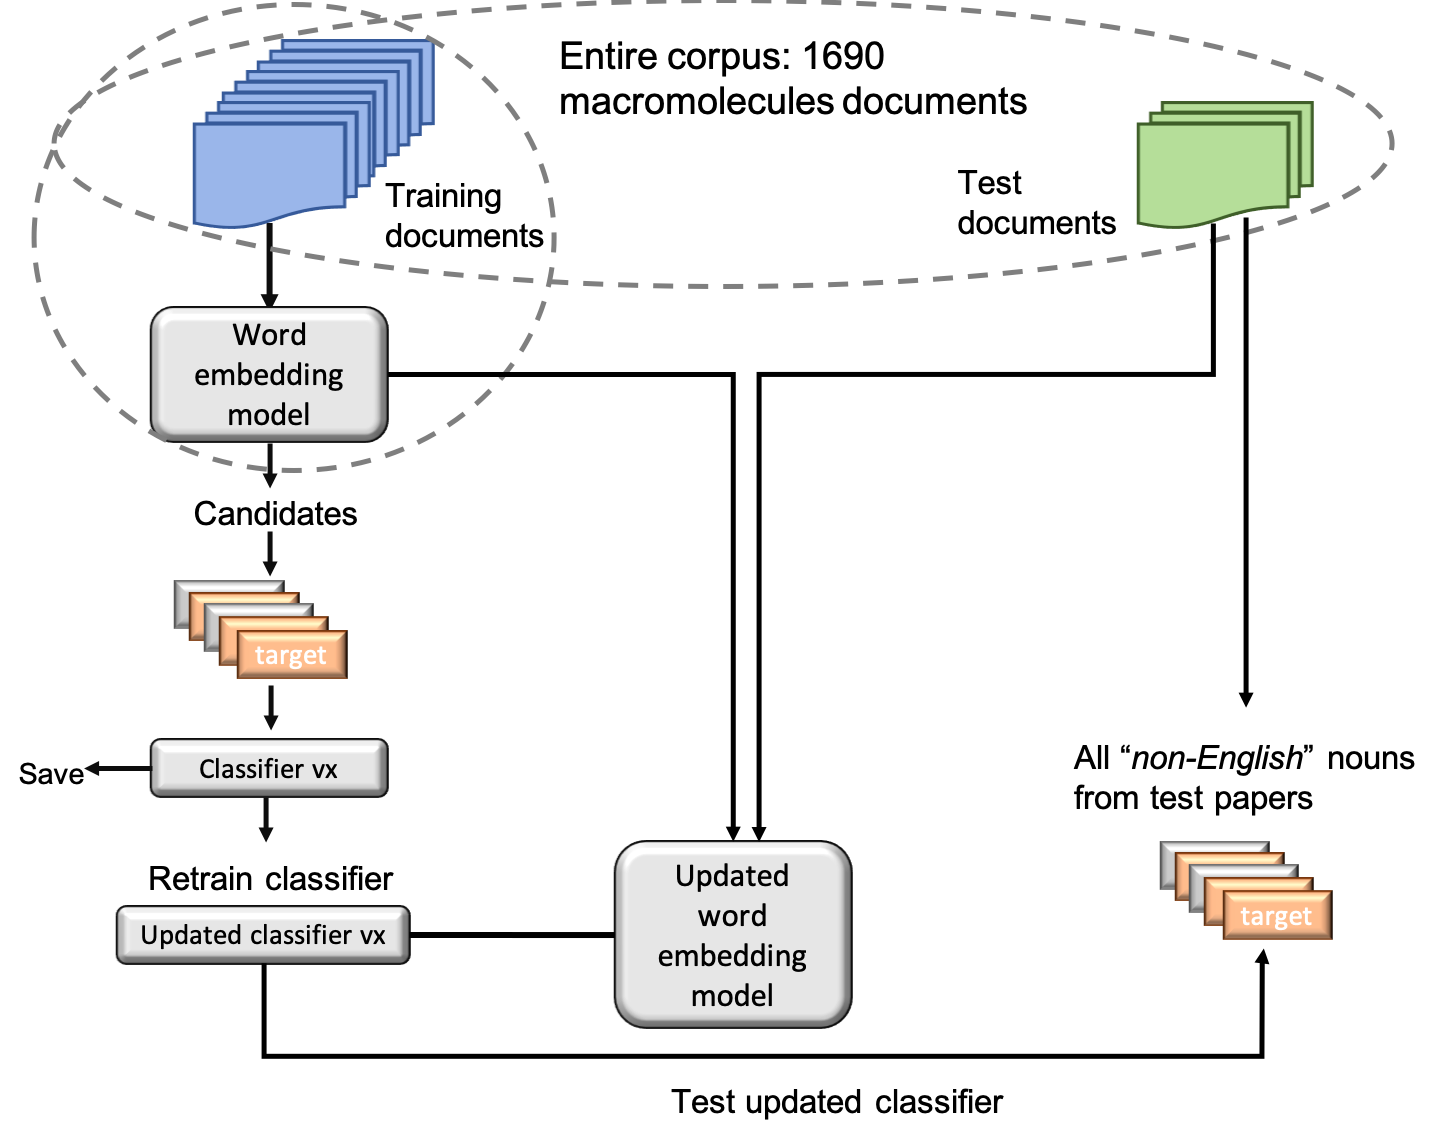 Entire corpus: 1690
macromolecules documents
Training
documents
Test
documents
Word
embedding
model
Candidates
target
Save
Classifier vx
All “non-English” nouns
from test papers
Retrain classifier
Updated classifier vx
Updated
word
embedding
model
target
Test updated classifier